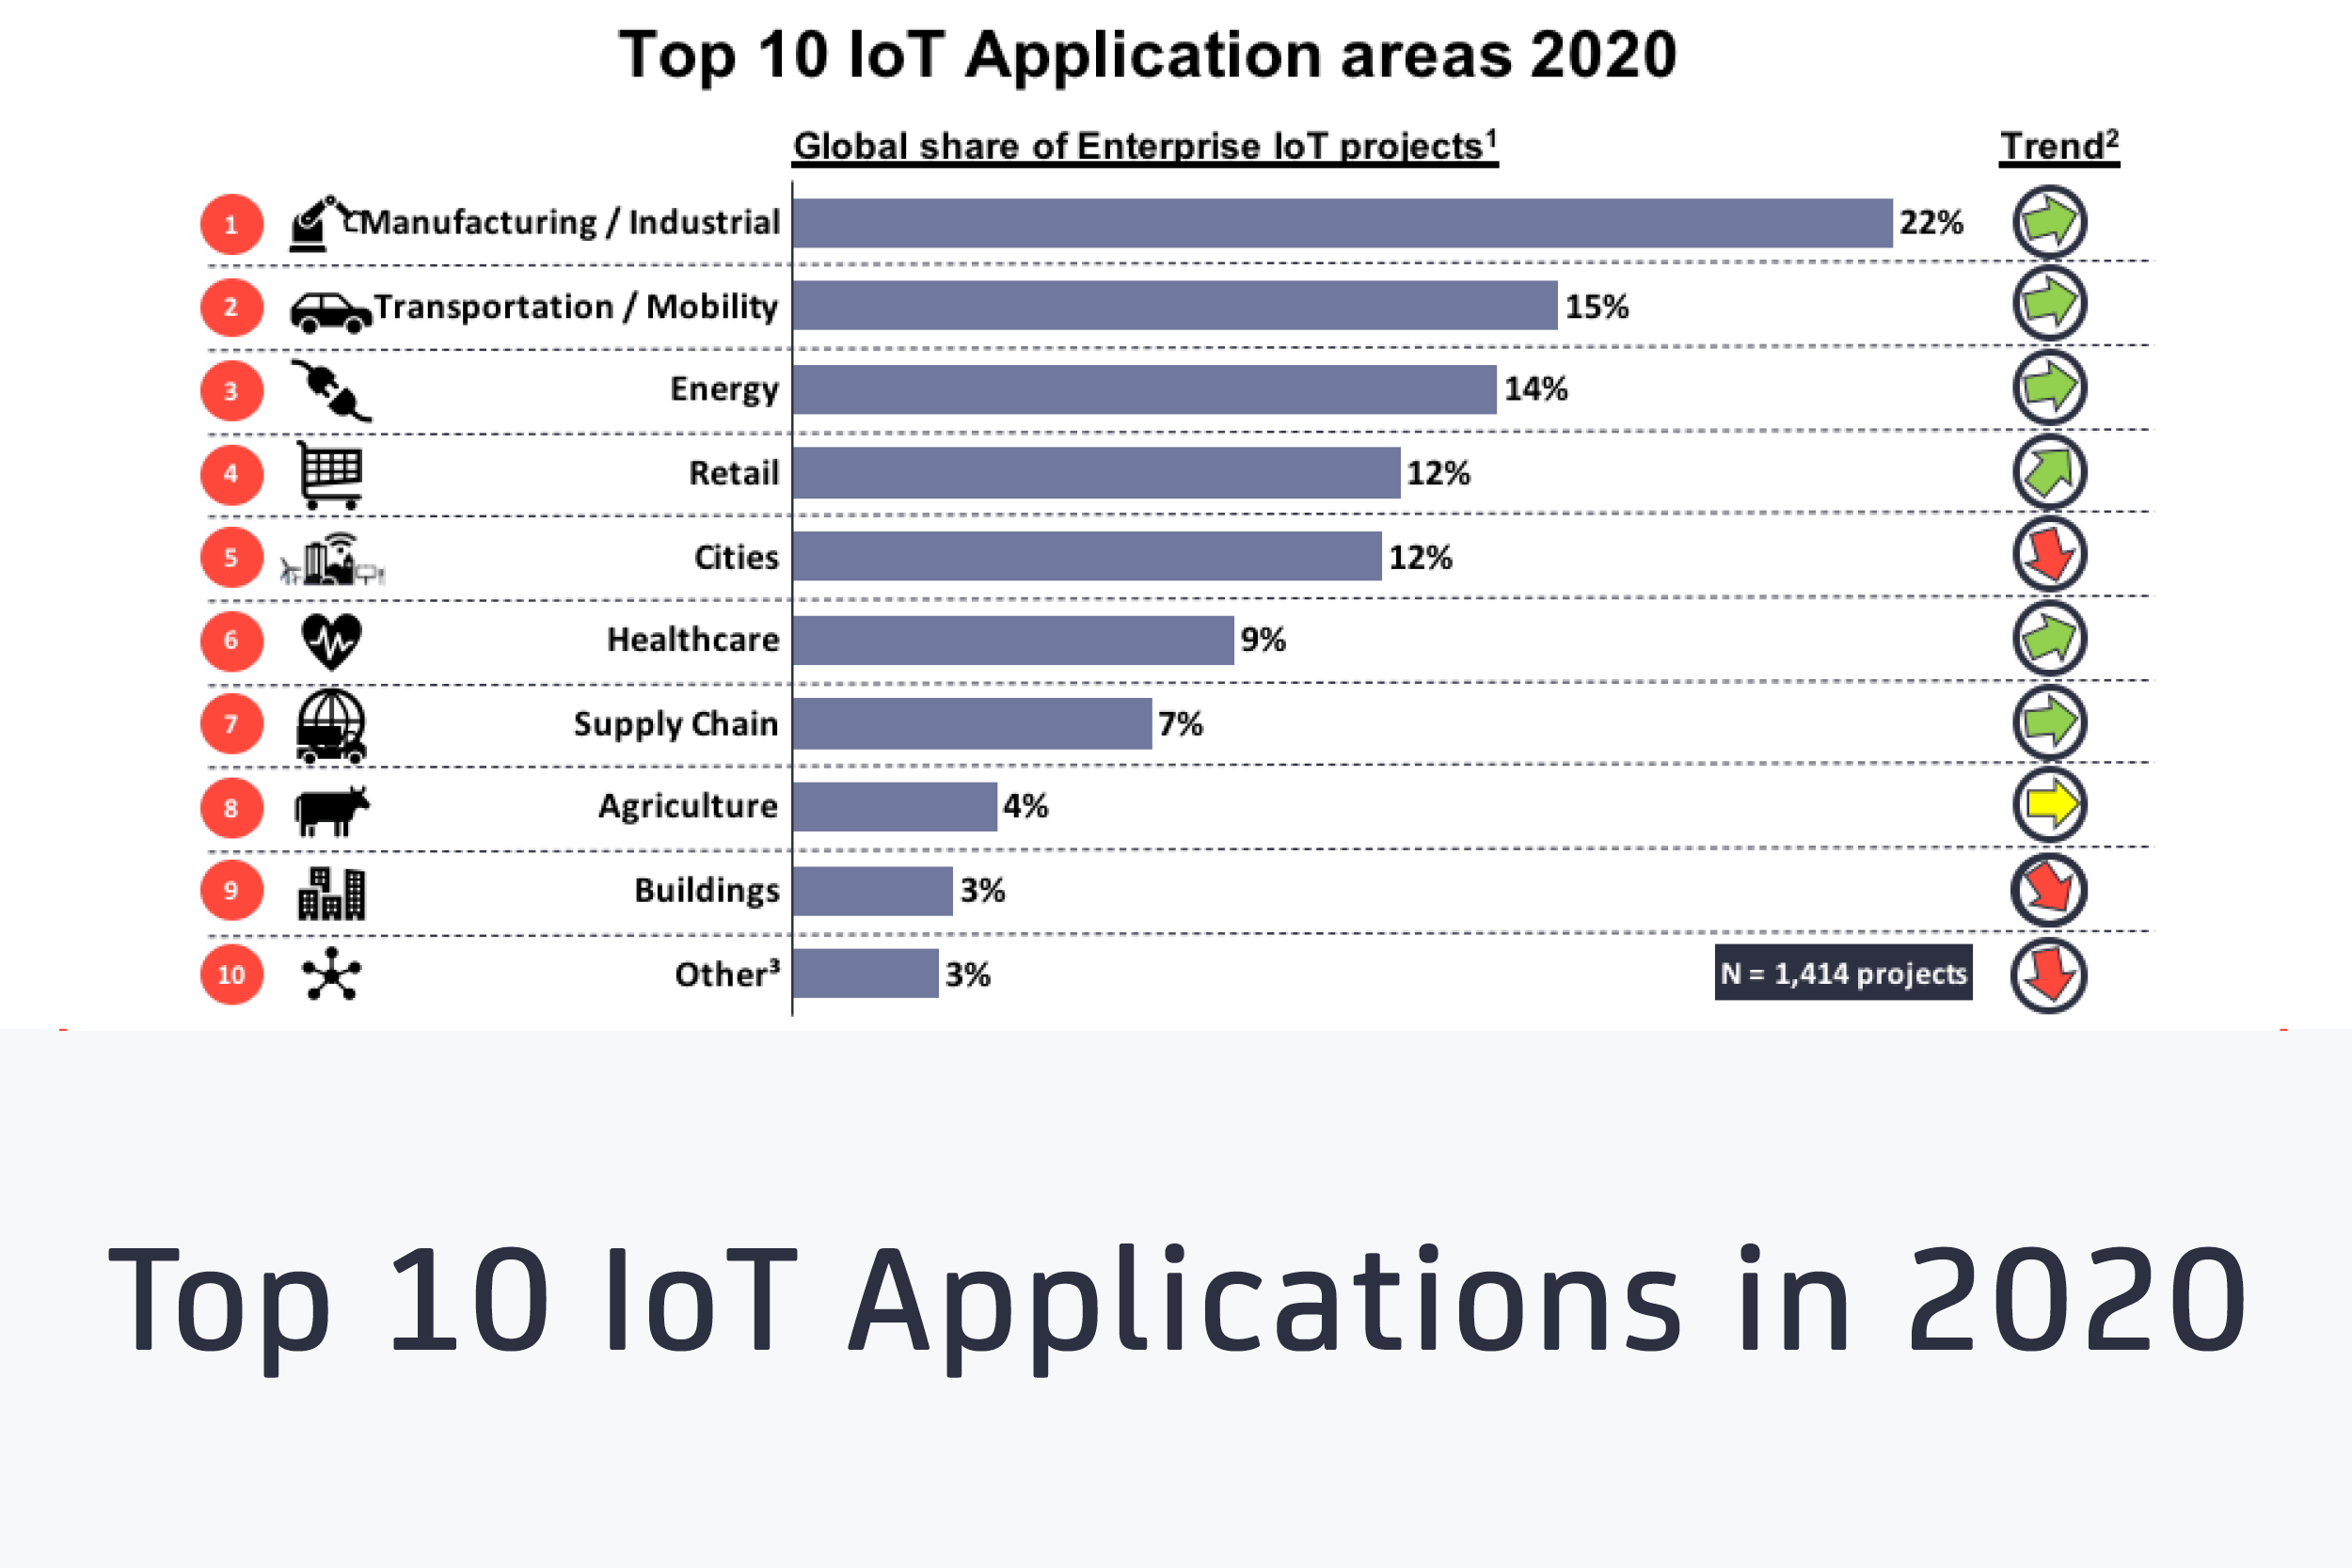 Top 10 IoT Application areas 2020
Global share of Enterprise IoT projects¹ Trend²
1 Manufacturing / Industrial 22%
2 Transportation / Mobility 15%
3 Energy 14%
4 Retail 12%
5 Cities 12%
6 Healthcare 9%
7 Supply Chain 7%
8 Agriculture 4%
9 Buildings 3%
10 Other³ 3% N = 1,414 projects
Top 10 IoT Applications in 2020